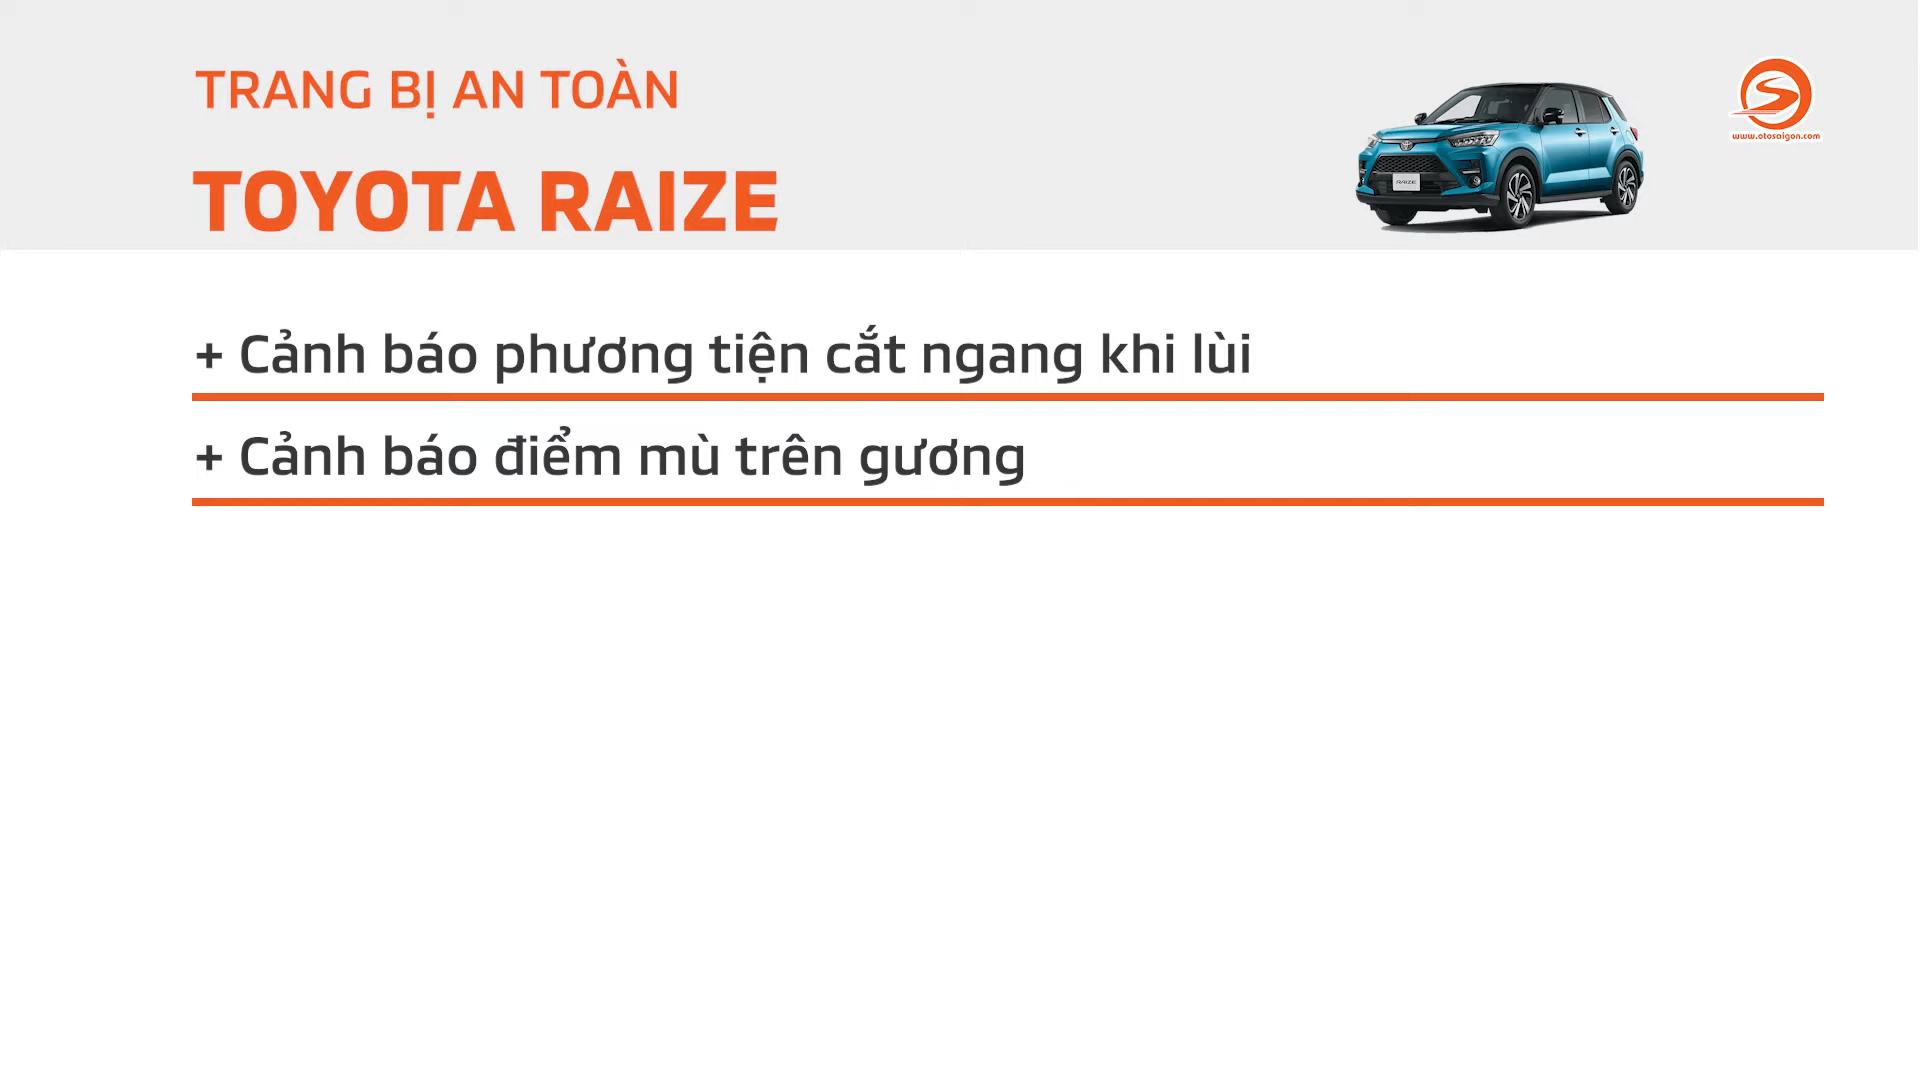 TRANG BỊ AN TOÀN
TOYOTA RAIZE
RAIZE
www.otosaigon.com
+ Cảnh báo phương tiện cắt ngang khi lùi
+ Cảnh báo điểm mù trên gương